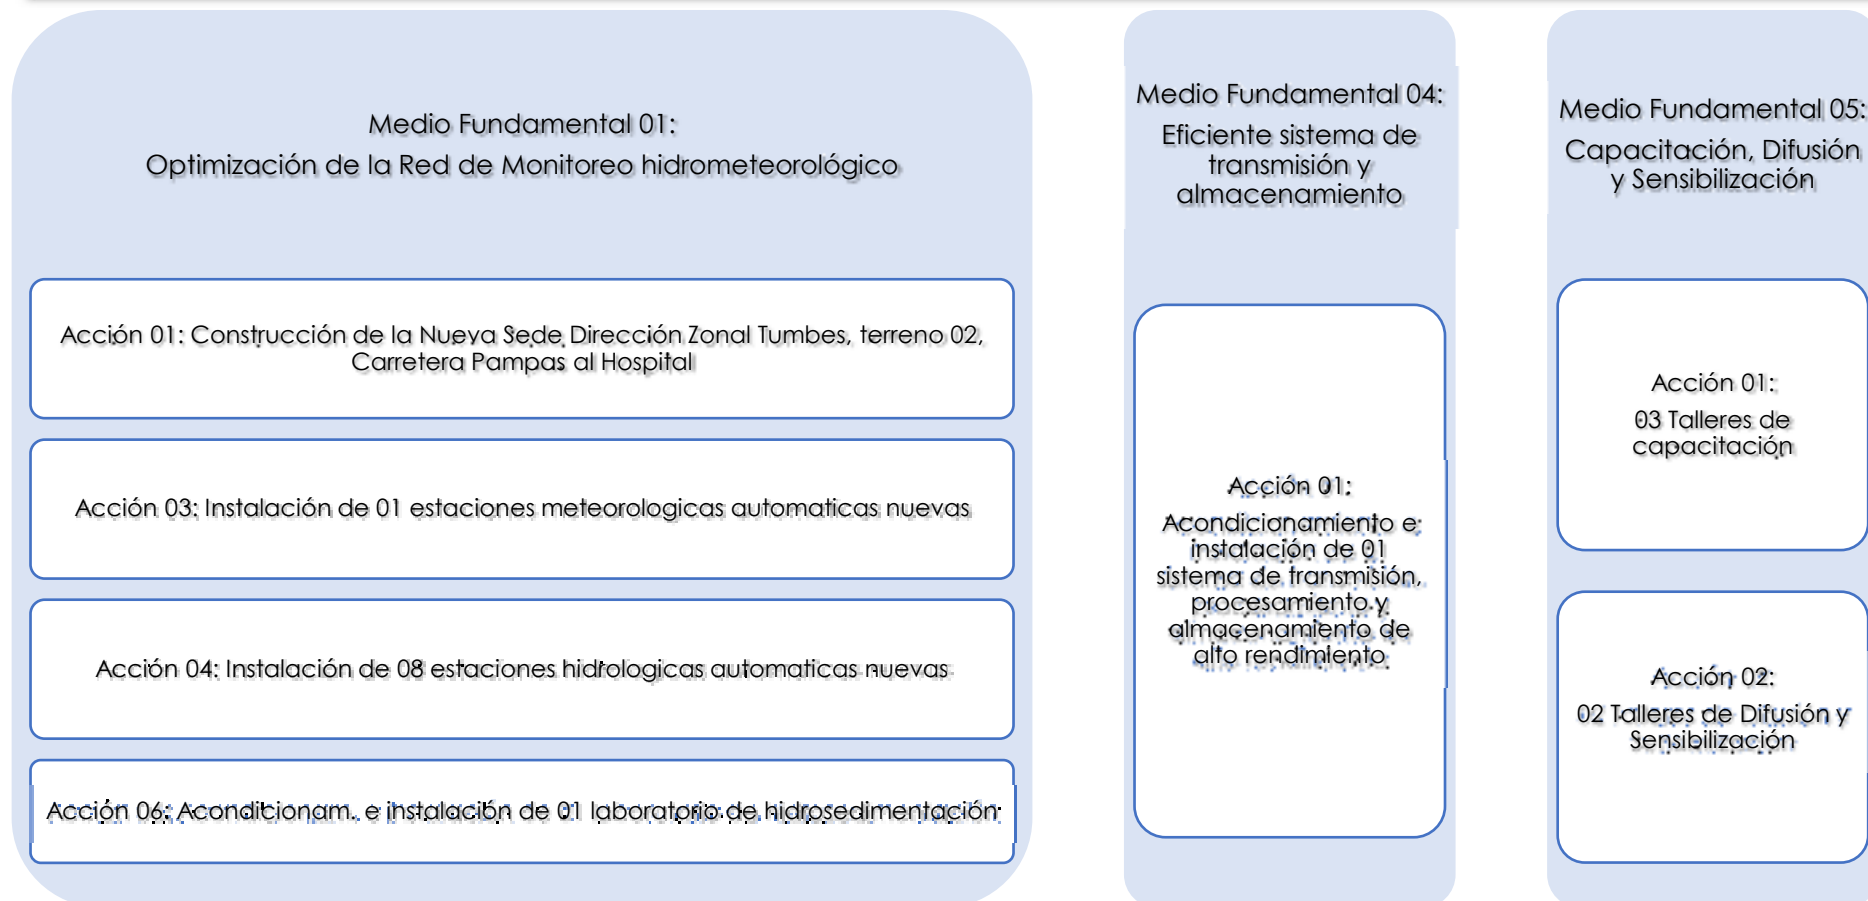 Medio Fundamental 01:
Optimización de la Red de Monitoreo hidrometeorológico
Acción 01: Construcción de la Nueva Sede Dirección Zonal Tumbes, terreno 02,
Carretera Pampas al Hospital
Acción 03: Instalación de 01 estaciones meteorologicas automaticas nuevas
Acción 04: Instalación de 08 estaciones hidrologicas automaticas nuevas
Acción 06: Acondicionam. e instalación de 01 laboratorio de hidrosedimentación
Medio Fundamental 04:
Eficiente sistema de
transmisión y
almacenamiento
Acción 01:
Acondicionamiento e
instalación de 01
sistema de transmisión,
procesamiento y
almacenamiento de
alto rendimiento
Medio Fundamental 05:
Capacitación, Difusión
y Sensibilización
Acción 01:
03 Talleres de
capacitación
Acción 02:
02 Talleres de Difusión y
Sensibilización